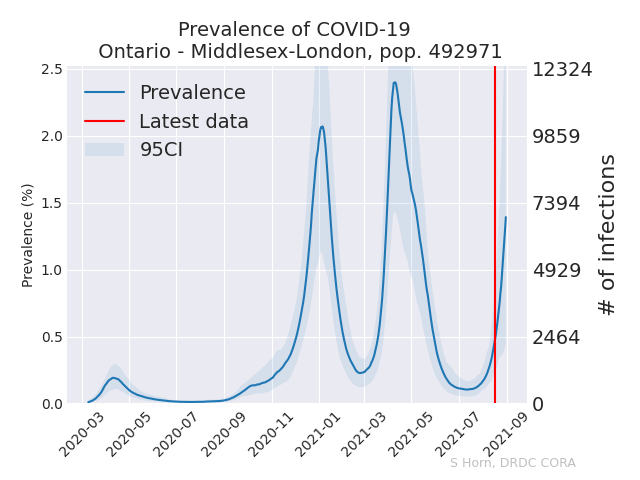 Prevalence of COVID-19
Ontario - Middlesex-London, pop. 492971
Prevalence
Latest data
95CI
Prevalence (%)
2.5
2.0
1.5
1.0
0.5
0.0
12324
9859
7394
4929
2464
0
# of infections
2020-03
2020-05
2020-07
2020-09
2020-11
2021-01
2021-03
2021-05
2021-07
2021-09
S Horn, DRDC CORA